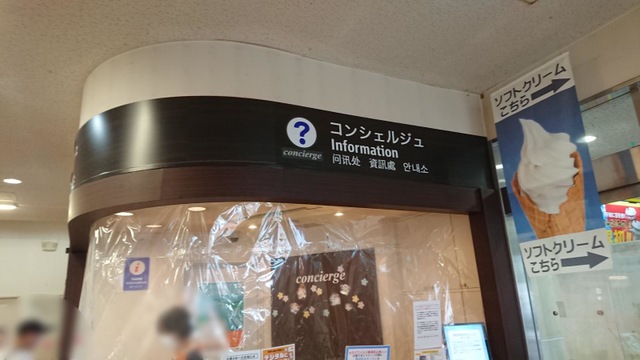 ?
コンシェルジュ
concierge
Information
问讯处 資訊處 안내소
ソフトクリーム
こちら→
ソフトクリーム
こちら→
i
concierge